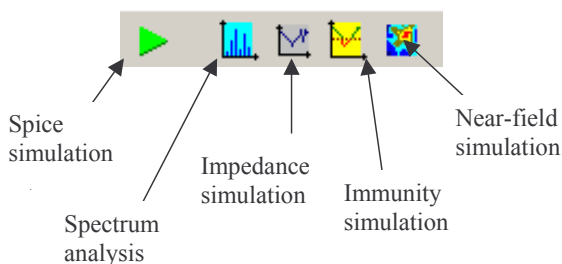 Spice
simulation
Spectrum
analysis
Impedance
simulation
Immunity
simulation
Near-field
simulation